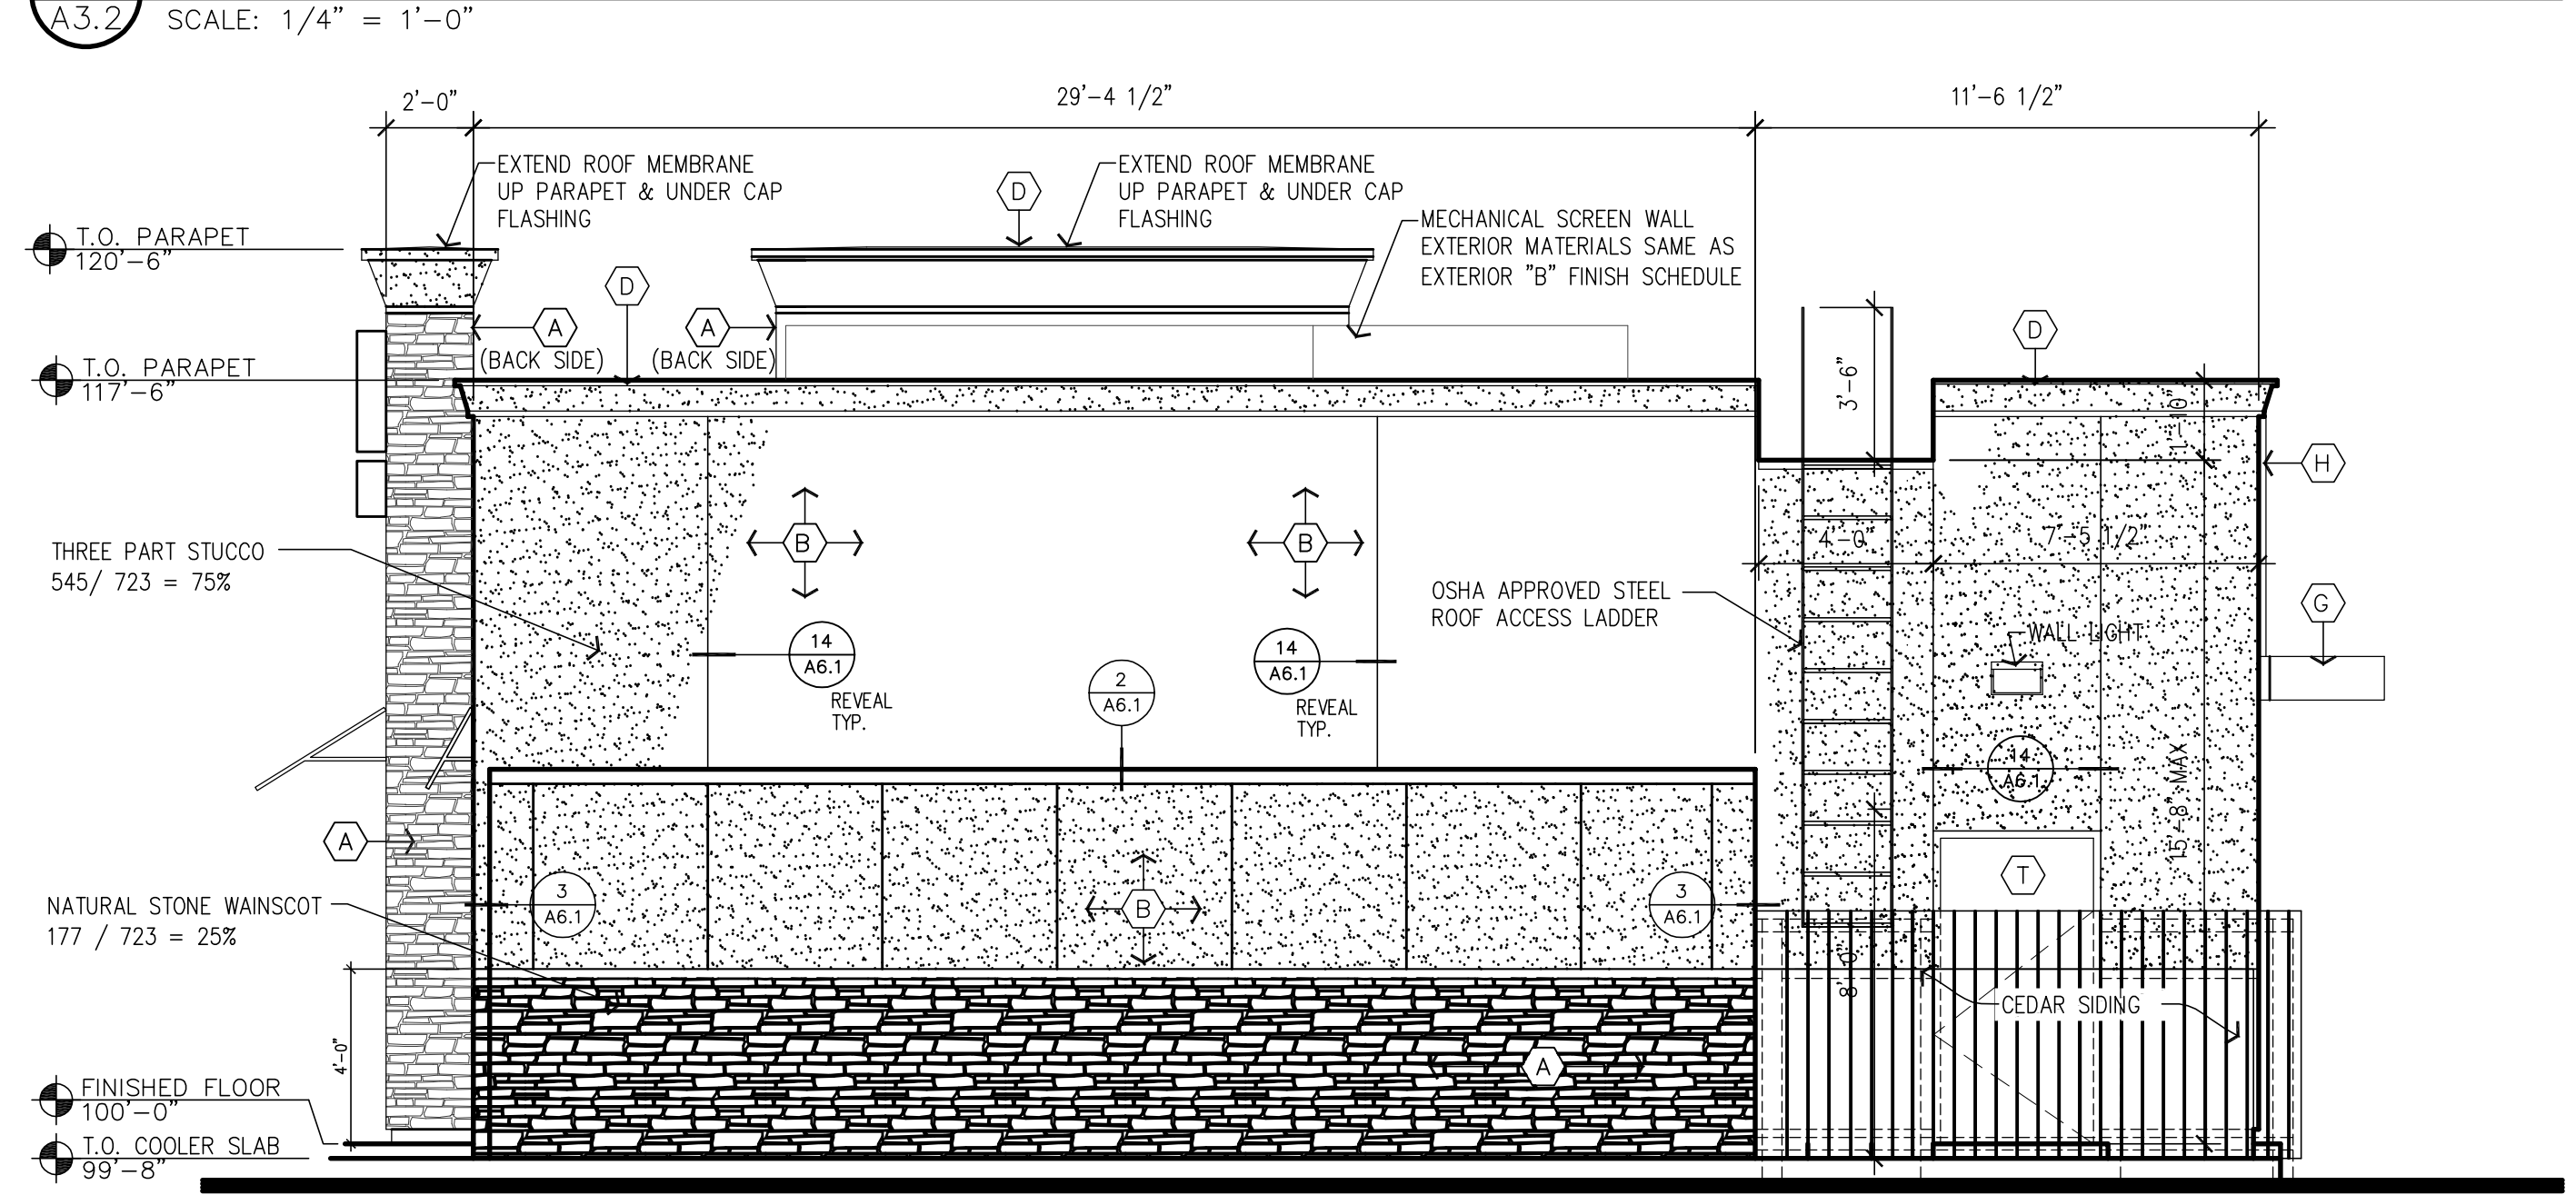 A3.2
SCALE: 1/4" = 1'-0"
2'-0"
29'-4 1/2"
11'-6 1/2"
EXTEND ROOF MEMBRANE
UP PARAPET & UNDER CAP
FLASHING
D
EXTEND ROOF MEMBRANE
UP PARAPET & UNDER CAP
FLASHING
MECHANICAL SCREEN WALL
EXTERIOR MATERIALS SAME AS
EXTERIOR "B" FINISH SCHEDULE
T.O. PARAPET
120'-6"
D
A
(BACK SIDE)
A
(BACK SIDE)
D
T.O. PARAPET
117'-6"
3'-6"
1'-10"
H
THREE PART STUCCO
545/ 723 = 75%
B
B
4'-0"
7'-5 1/2"
OSHA APPROVED STEEL
ROOF ACCESS LADDER
G
WALL LIGHT
14
A6.1
REVEAL
TYP.
2
A6.1
14
A6.1
REVEAL
TYP.
14
A6.1
15'-8" MAX
A
T
NATURAL STONE WAINSCOT
177 / 723 = 25%
3
A6.1
B
3
A6.1
8'-0"
CEDAR SIDING
4'-0"
A
FINISHED FLOOR
100'-0"
T.O. COOLER SLAB
99'-8"